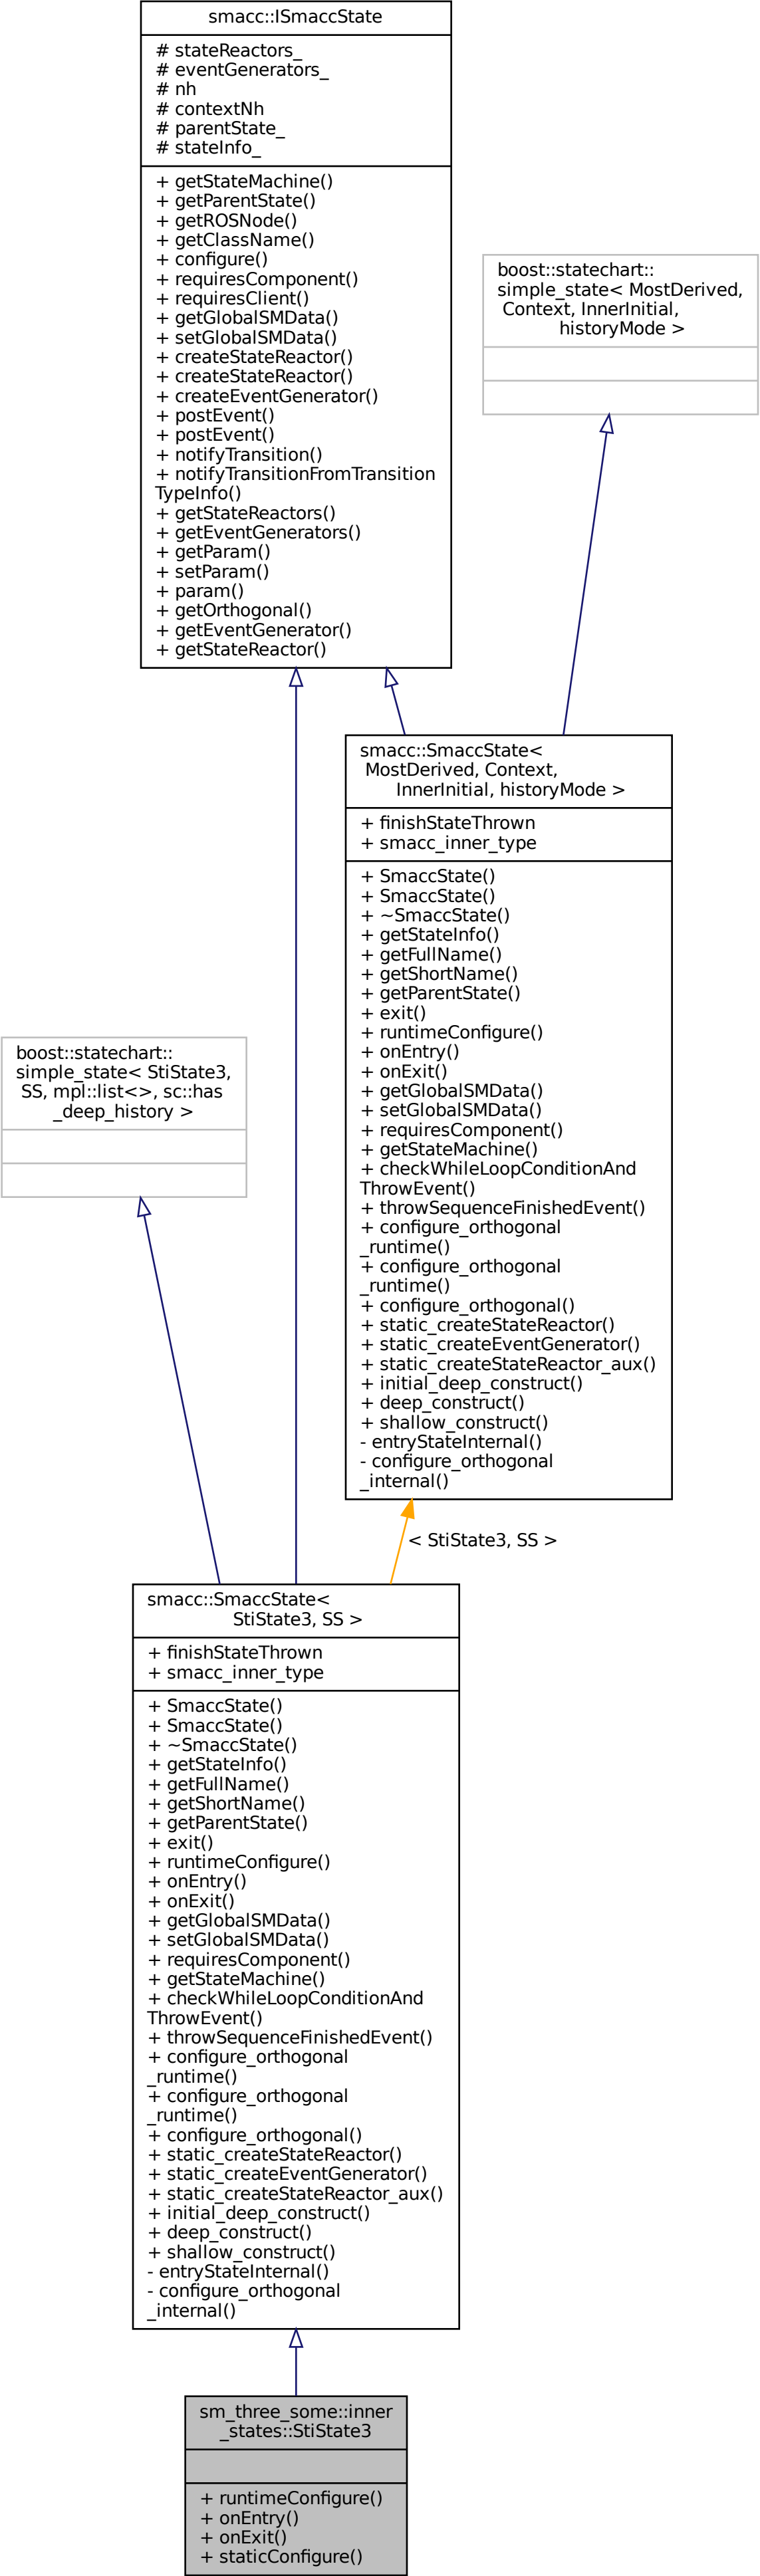 smacc::ISmaccState
# stateReactors_
# eventGenerators_
# nh
# contextNh
# parentState_
# stateInfo_
+ getStateMachine()
+ getParentState()
+ getROSNode()
+ getClassName()
+ configure()
+ requiresComponent()
+ requiresClient()
+ getGlobalSMData()
+ setGlobalSMData()
+ createStateReactor()
+ createStateReactor()
+ createEventGenerator()
+ postEvent()
+ postEvent()
+ notifyTransition()
+ notifyTransitionFromTransition
TypeInfo()
+ getStateReactors()
+ getEventGenerators()
+ getParam()
+ setParam()
+ param()
+ getOrthogonal()
+ getEventGenerator()
+ getStateReactor()
boost::statechart::
simple_state< MostDerived,
Context, InnerInitial,
historyMode >
smacc::SmaccState<
MostDerived, Context,
InnerInitial, historyMode >
+ finishStateThrown
+ smacc_inner_type
+ SmaccState()
+ SmaccState()
+ ~SmaccState()
+ getStateInfo()
+ getFullName()
+ getShortName()
+ getParentState()
+ exit()
+ runtimeConfigure()
+ onEntry()
+ onExit()
+ getGlobalSMData()
+ setGlobalSMData()
+ requiresComponent()
+ getStateMachine()
+ checkWhileLoopConditionAnd
ThrowEvent()
+ throwSequenceFinishedEvent()
+ configure_orthogonal
_runtime()
+ configure_orthogonal
_runtime()
+ configure_orthogonal()
+ static_createStateReactor()
+ static_createEventGenerator()
+ static_createStateReactor_aux()
+ initial_deep_construct()
+ deep_construct()
+ shallow_construct()
- entryStateInternal()
- configure_orthogonal
_internal()
boost::statechart::
simple_state< StiState3,
SS, mpl::list<>, sc::has
_deep_history >
< StiState3, SS >
smacc::SmaccState<
StiState3, SS >
+ finishStateThrown
+ smacc_inner_type
+ SmaccState()
+ SmaccState()
+ ~SmaccState()
+ getStateInfo()
+ getFullName()
+ getShortName()
+ getParentState()
+ exit()
+ runtimeConfigure()
+ onEntry()
+ onExit()
+ getGlobalSMData()
+ setGlobalSMData()
+ requiresComponent()
+ getStateMachine()
+ checkWhileLoopConditionAnd
ThrowEvent()
+ throwSequenceFinishedEvent()
+ configure_orthogonal
_runtime()
+ configure_orthogonal
_runtime()
+ configure_orthogonal()
+ static_createStateReactor()
+ static_createEventGenerator()
+ static_createStateReactor_aux()
+ initial_deep_construct()
+ deep_construct()
+ shallow_construct()
- entryStateInternal()
- configure_orthogonal
_internal()
sm_three_some::inner
_states::StiState3
+ runtimeConfigure()
+ onEntry()
+ onExit()
+ staticConfigure()